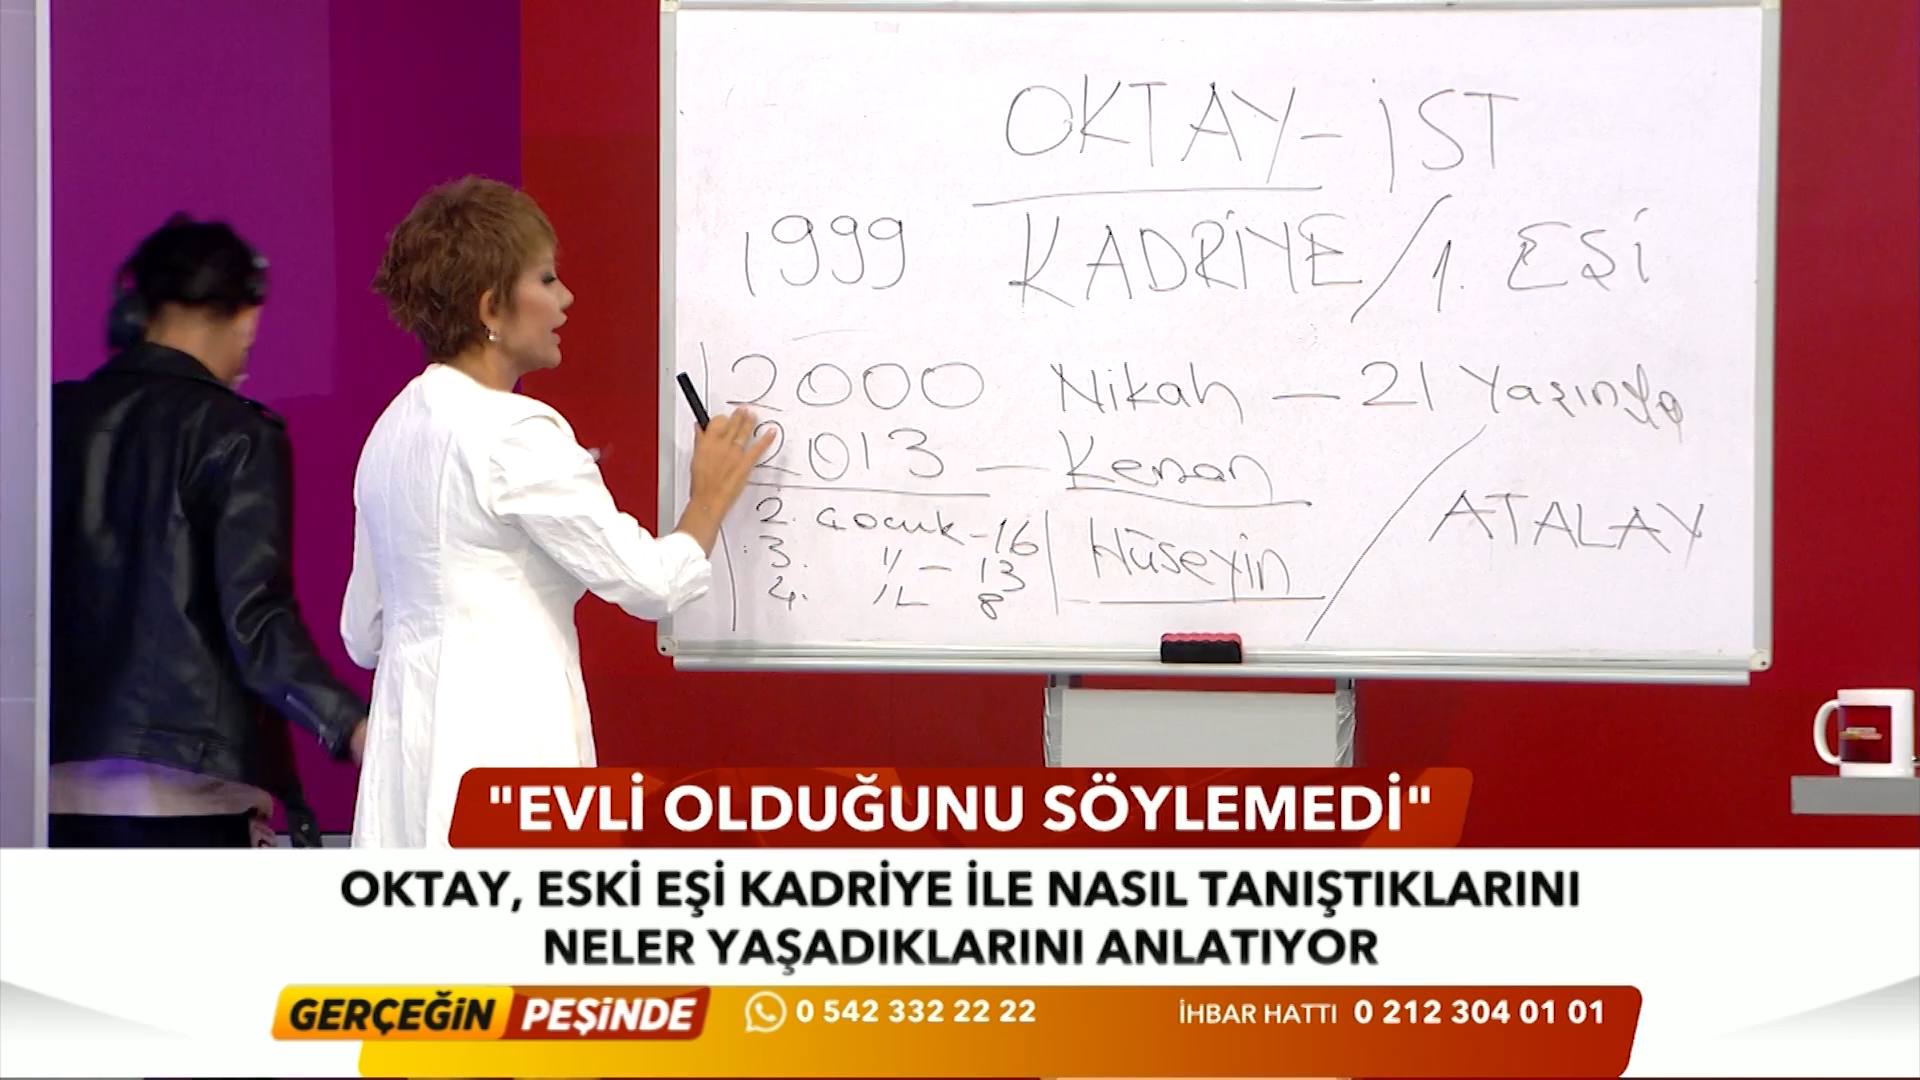 OKTAY - İST
1999 KADRİYE / 1. EŞİ
2000 Nikah - 21 Yaşında
2013 - Kenan
2. çocuk - 16
3. // - 13
4. // 8
Hüseyin
/ ATALAY
"EVLİ OLDUĞUNU SÖYLEMEDİ"
OKTAY, ESKİ EŞİ KADRİYE İLE NASIL TANIŞTIKLARINI
NELER YAŞADIKLARINI ANLATIYOR
GERÇEĞİN PEŞİNDE 0 542 332 22 22 İHBAR HATTI 0 212 304 01 01